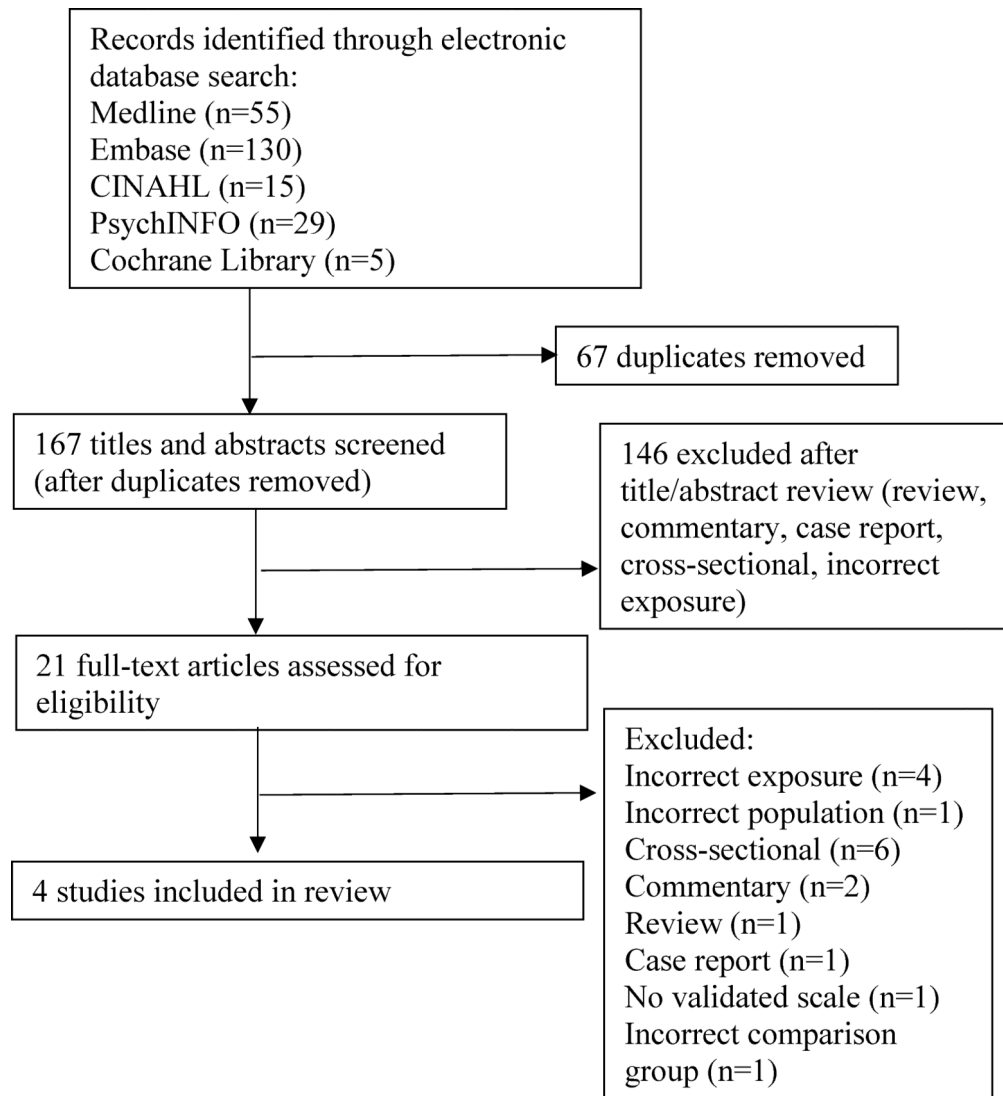 Records identified through electronic
database search:
Medline (n=55)
Embase (n=130)
CINAHL (n=15)
PsychINFO (n=29)
Cochrane Library (n=5)
67 duplicates removed
167 titles and abstracts screened
(after duplicates removed)
146 excluded after
title/abstract review (review,
commentary, case report,
cross-sectional, incorrect
exposure)
21 full-text articles assessed for
eligibility
Excluded:
Incorrect exposure (n=4)
Incorrect population (n=1)
Cross-sectional (n=6)
Commentary (n=2)
Review (n=1)
Case report (n=1)
No validated scale (n=1)
Incorrect comparison
group (n=1)
4 studies included in review